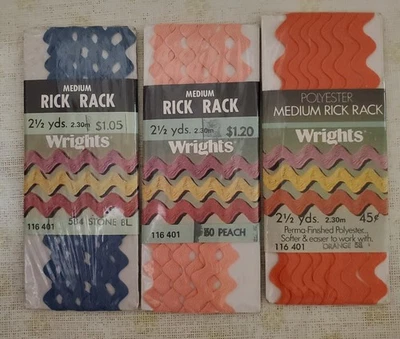 MEDIUM
RICK RACK
2½ yds. 2.30m $1.05
Wrights®
116 401 584 STONE BL.
MEDIUM
RICK RACK
2½ yds. 2.30m $1.20
Wrights®
116 401 130 PEACH
POLYESTER
MEDIUM RICK RACK
Wrights®
2½ yds. 2.30m 45¢
Perma-Finished Polyester...
Softer & easier to work with.
116 401 ORANGE